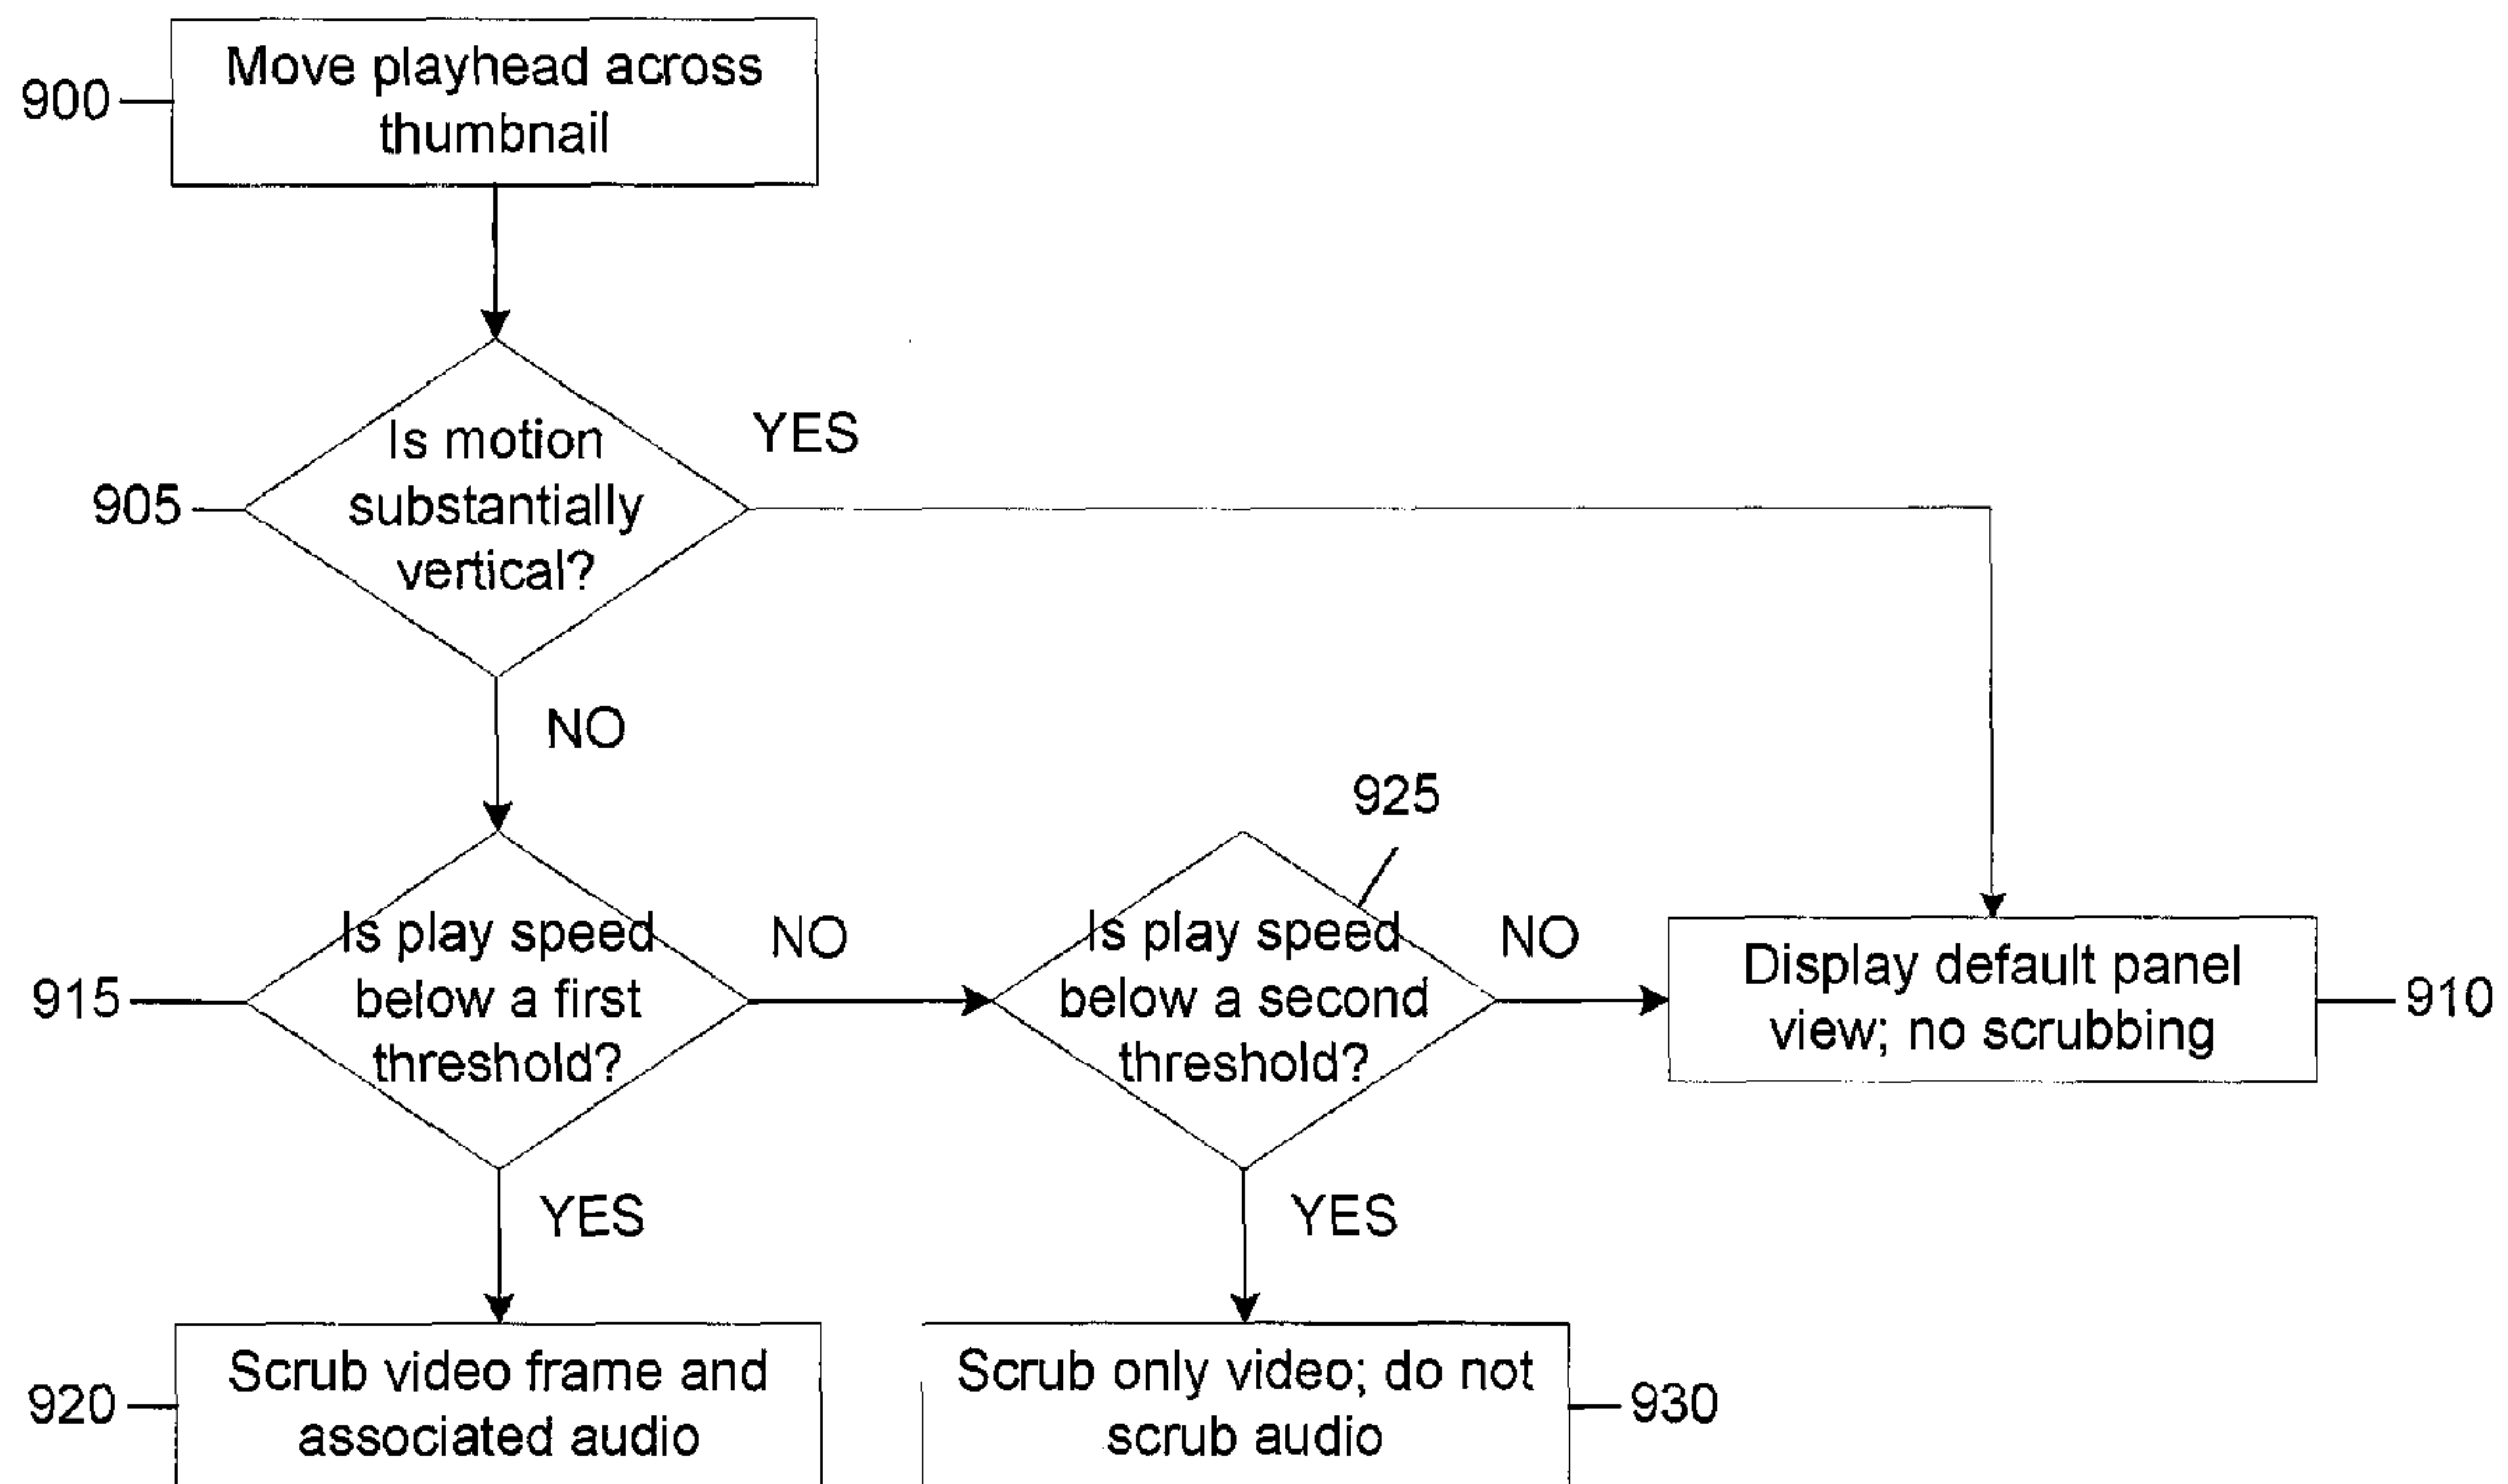 Move playhead across
thumbnail
900
YES
Is motion
substantially
vertical?
905
NO
925
Is play speed
below a first
threshold?
915
NO
Is play speed
below a second
threshold?
NO
Display default panel
view; no scrubbing
910
YES
YES
Scrub video frame and
associated audio
920
Scrub only video; do not
scrub audio
930